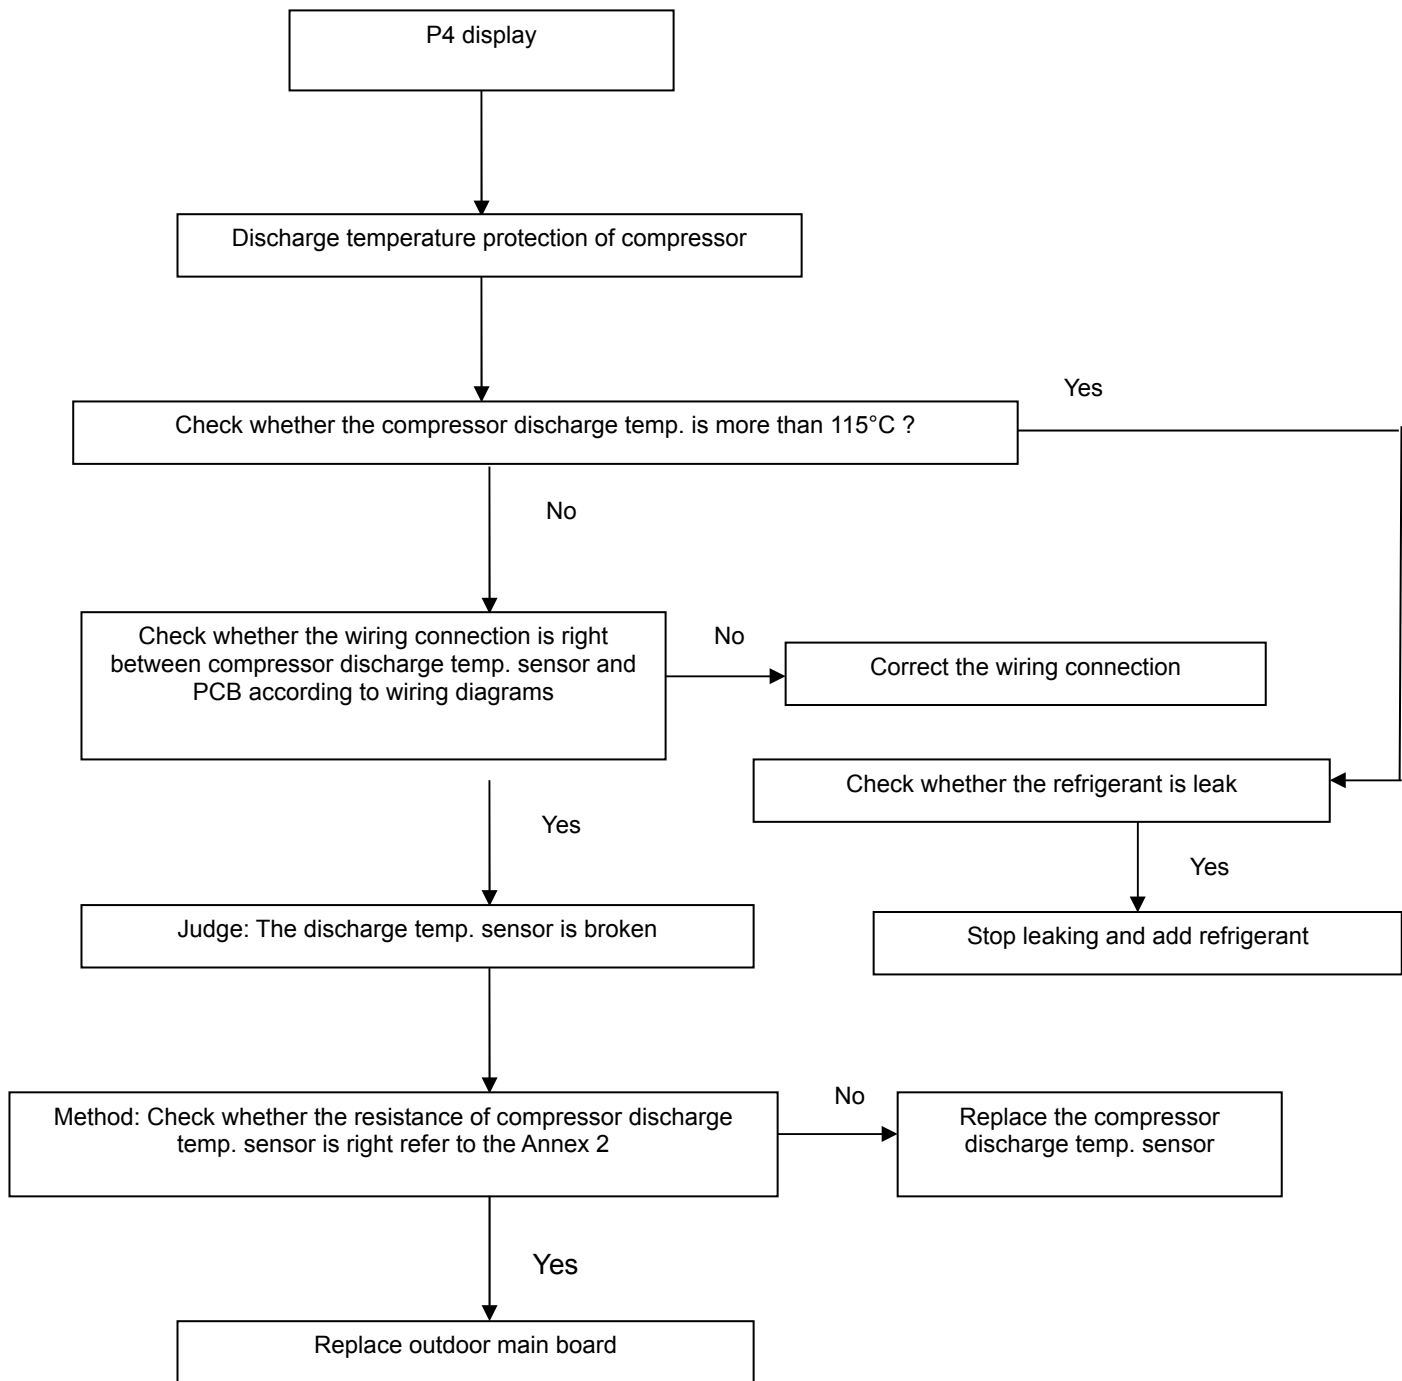 P4 display
Discharge temperature protection of compressor
Yes
Check whether the compressor discharge temp. is more than 115°C ?
No
Check whether the wiring connection is right
between compressor discharge temp. sensor and
PCB according to wiring diagrams
No
Correct the wiring connection
Check whether the refrigerant is leak
Yes
Yes
Judge: The discharge temp. sensor is broken
Stop leaking and add refrigerant
Method: Check whether the resistance of compressor discharge
temp. sensor is right refer to the Annex 2
No
Replace the compressor
discharge temp. sensor
Yes
Replace outdoor main board